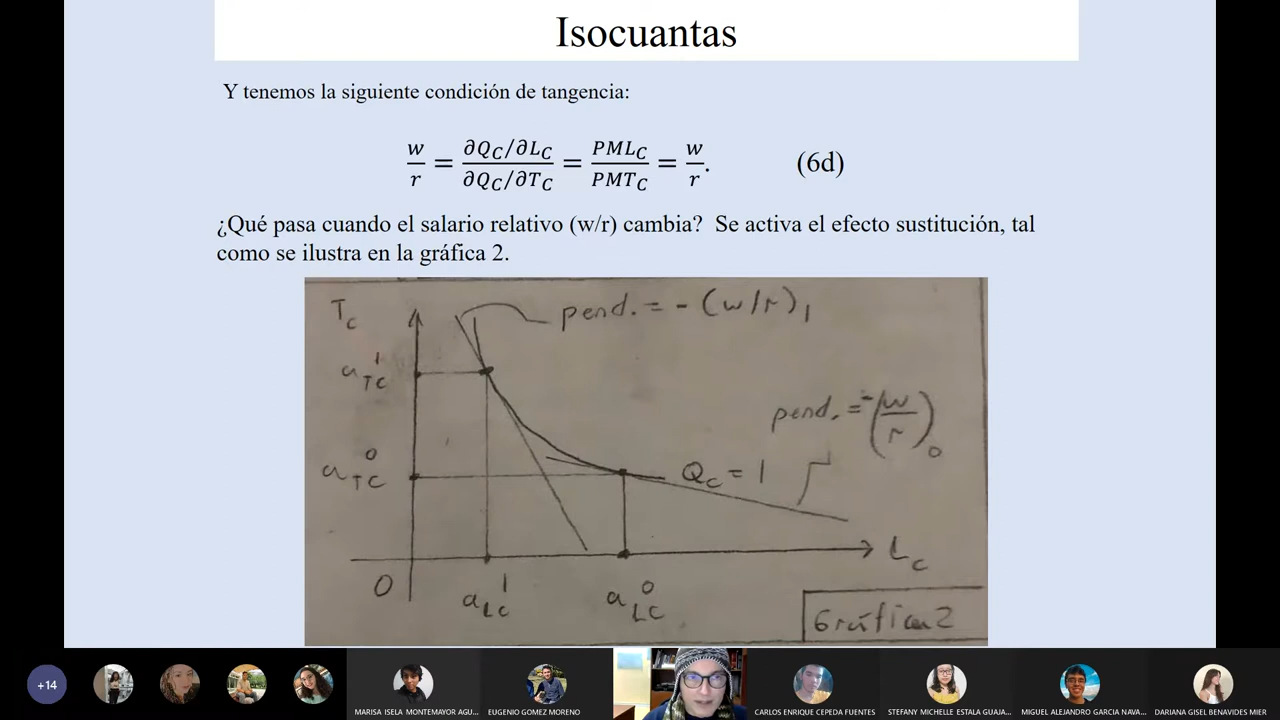 Isocuantas
Y tenemos la siguiente condición de tangencia:
w/r = ∂Q_C/∂L_C / ∂Q_C/∂T_C = PML_C / PMT_C = w/r. (6d)
¿Qué pasa cuando el salario relativo (w/r) cambia? Se activa el efecto sustitución, tal
como se ilustra en la gráfica 2.
T_C
pend. = - (w/r)_1
a_TC^1
pend. = -(w/r)_0
a_TC^0
Q_C = 1
L_C
0
a_LC^1
a_LC^0
Gráfica 2
+14
MARISA ISELA MONTEMAYOR AGU...
EUGENIO GOMEZ MORENO
CARLOS ENRIQUE CEPEDA FUENTES
STEFANY MICHELLE ESTALA GUAJA...
MIGUEL ALEJANDRO GARCIA NAVA...
DARIANA GISEL BENAVIDES MIER